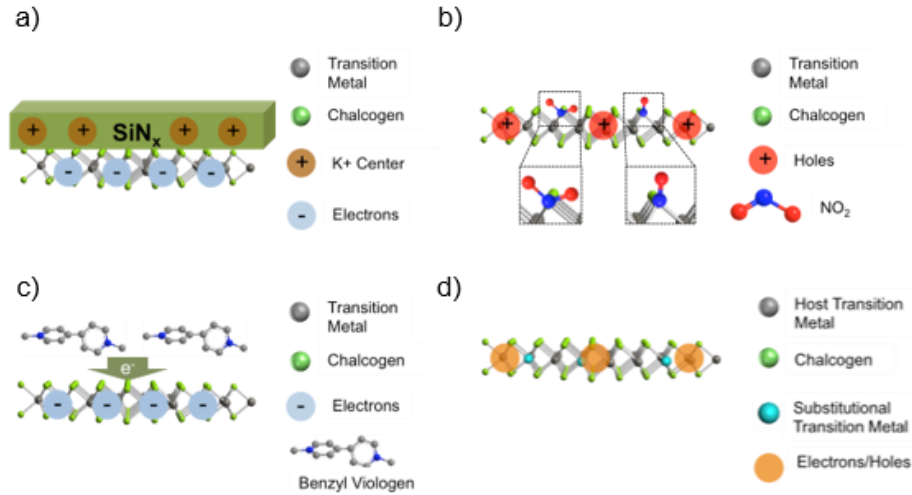 a)
+ + SiNx + +
- - - -
Transition
Metal
Chalcogen
+ K+ Center
- Electrons
b)
+ + +
Transition
Metal
Chalcogen
+ Holes
NO2
c)
e-
- - - -
Transition
Metal
Chalcogen
- Electrons
Benzyl Viologen
d)
Host Transition
Metal
Chalcogen
Substitutional
Transition Metal
Electrons/Holes